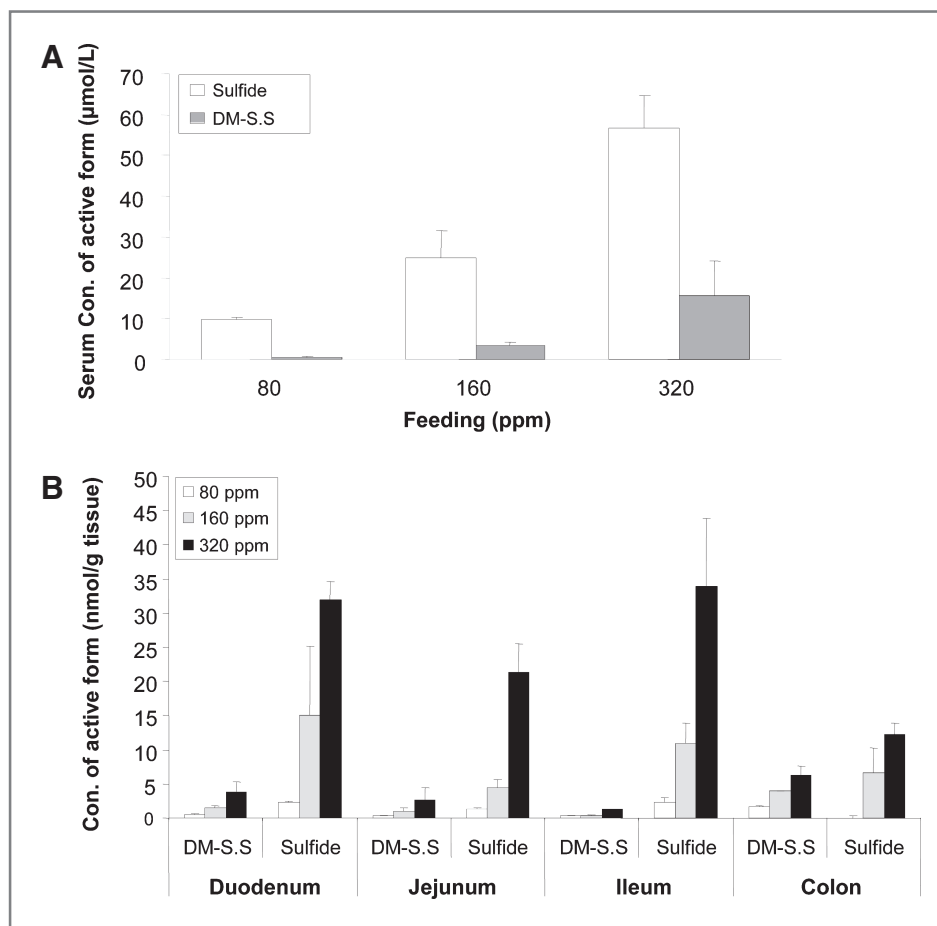 A
Serum Con. of active form (µmol/L)
70
60
50
40
30
20
10
0
Sulfide
DM-S.S
80 160 320
Feeding (ppm)
B
Con. of active form (nmol/g tissue)
50
45
40
35
30
25
20
15
10
5
0
80 ppm
160 ppm
320 ppm
DM-S.S Sulfide DM-S.S Sulfide DM-S.S Sulfide DM-S.S Sulfide
Duodenum Jejunum Ileum Colon